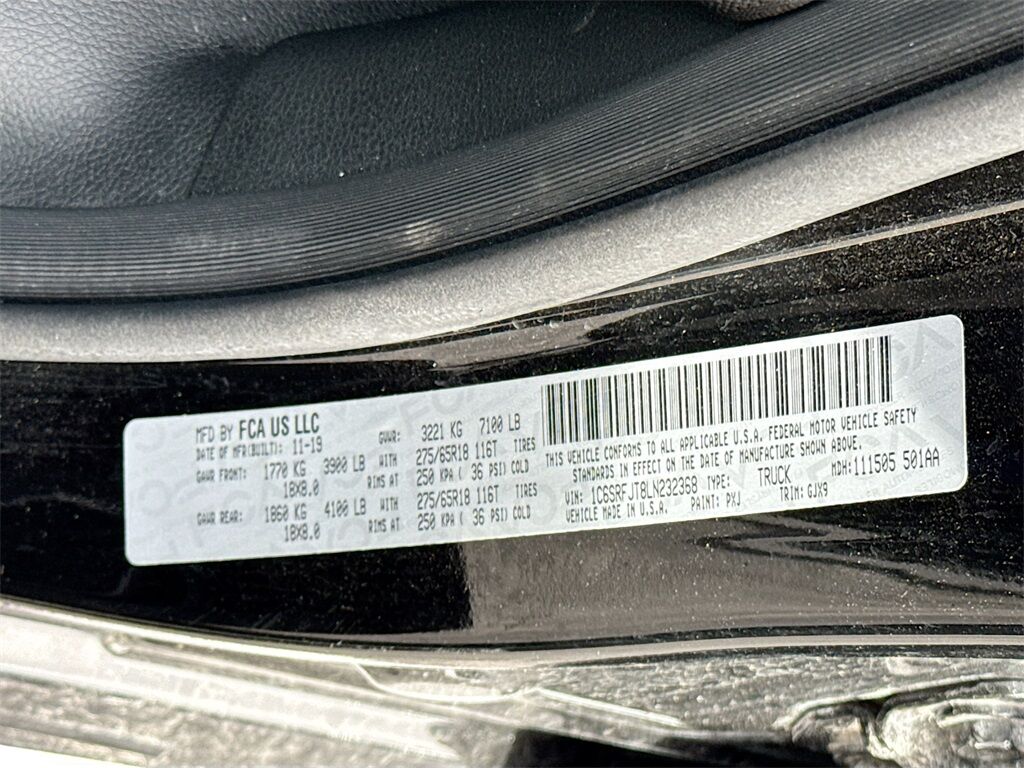 MFD BY FCA US LLC
DATE OF MFR(BUILT): 11-19 GVWR: 3221 KG 7100 LB
GAWR FRONT: 1770 KG 3900 LB WITH 275/65R18 116T TIRES
18X8.0 RIMS AT 250 KPA ( 36 PSI) COLD
GAWR REAR: 1860 KG 4100 LB WITH 275/65R18 116T TIRES
18X8.0 RIMS AT 250 KPA ( 36 PSI) COLD
THIS VEHICLE CONFORMS TO ALL APPLICABLE U.S.A. FEDERAL MOTOR VEHICLE SAFETY
STANDARDS IN EFFECT ON THE DATE OF MANUFACTURE SHOWN ABOVE.
VIN: 1C6SRFJT8LN232368 TYPE: TRUCK MDH: 111505 501AA
VEHICLE MADE IN U.S.A. PAINT: PXJ TRIM: GJX9